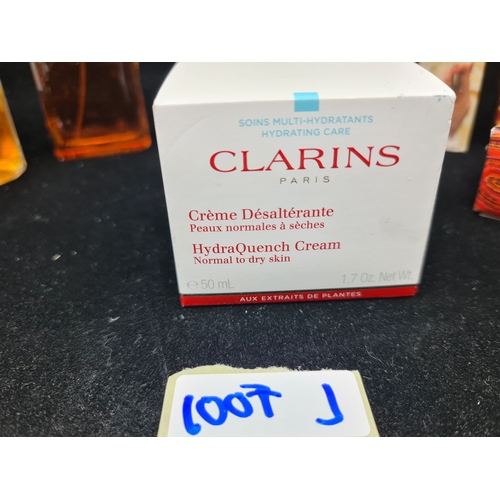 SOINS MULTI-HYDRATANTS
HYDRATING CARE
CLARINS
PARIS
Crème Désaltérante
Peaux normales à sèches
HydraQuench Cream
Normal to dry skin
℮50 mL 1.7 Oz. Net Wt.
AUX EXTRAITS DE PLANTES
1007 J